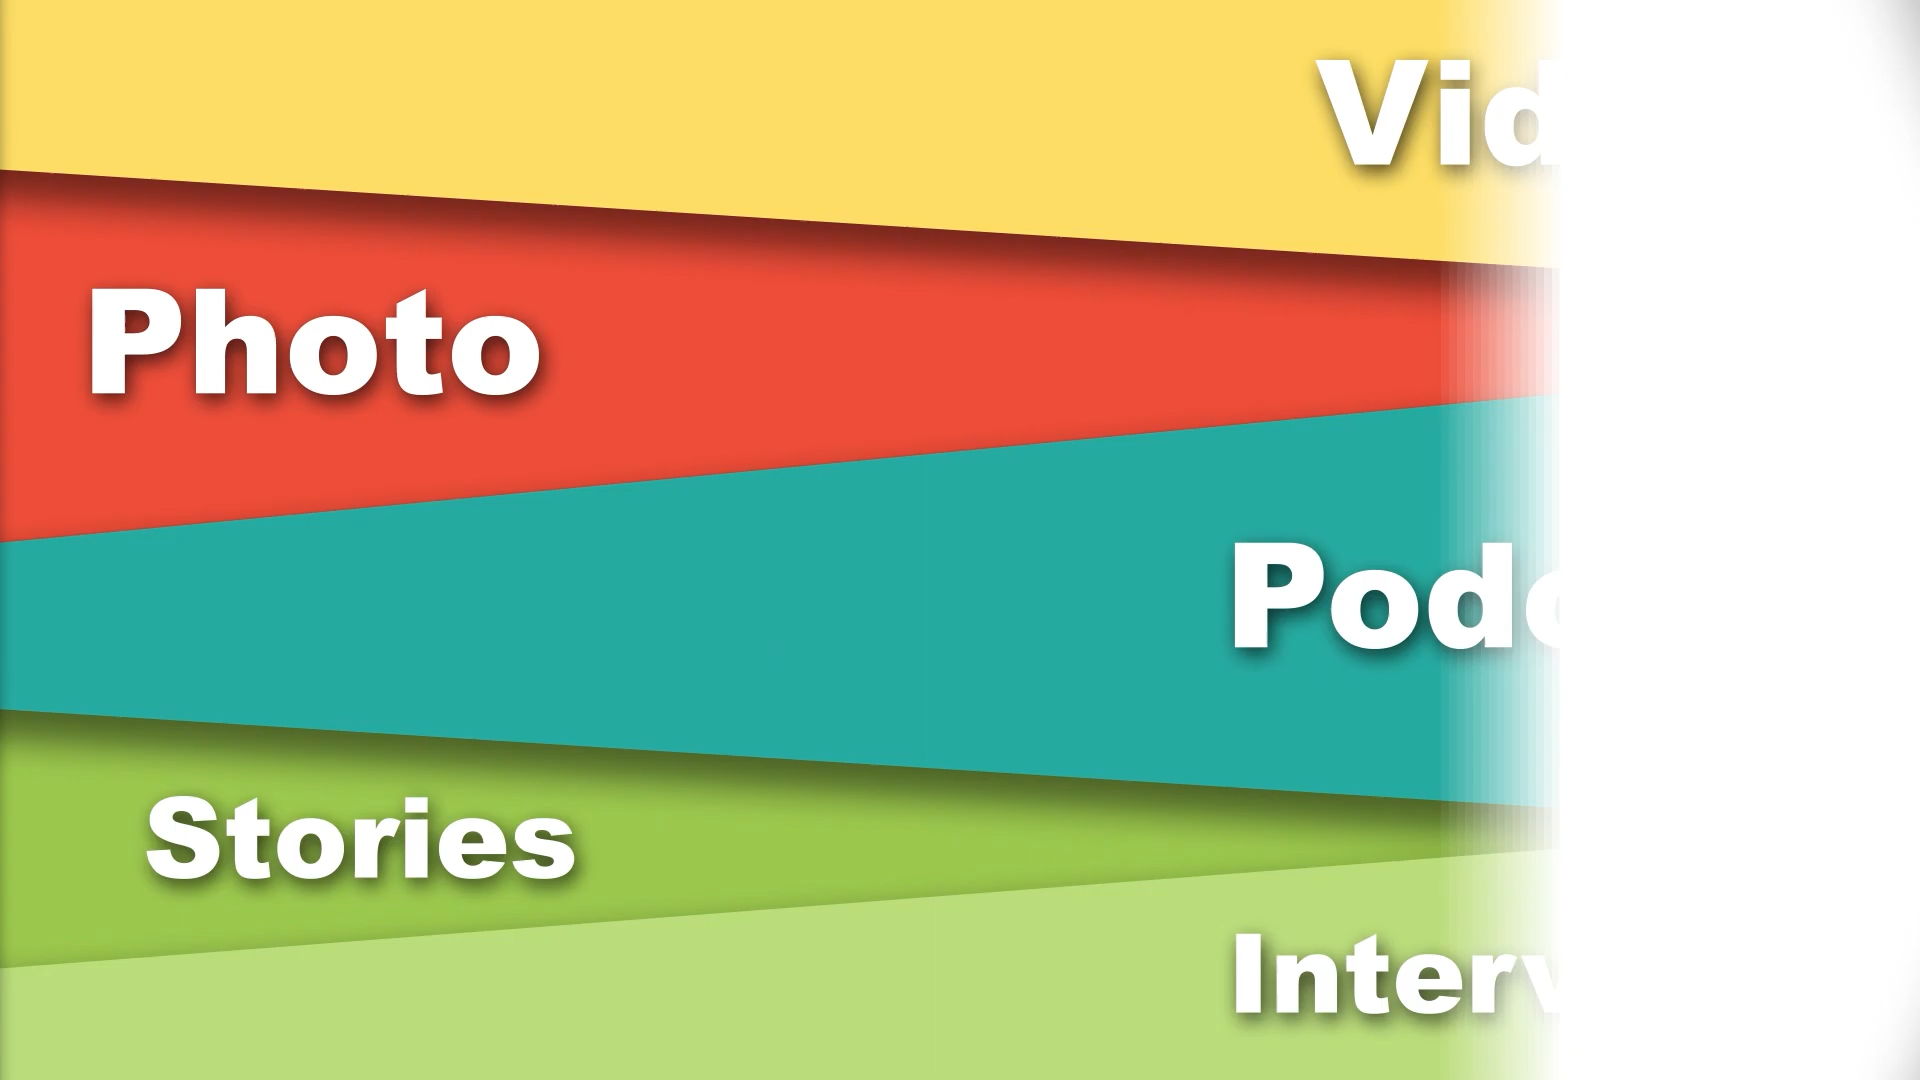 Vid
Photo
Podc
Stories
Interv